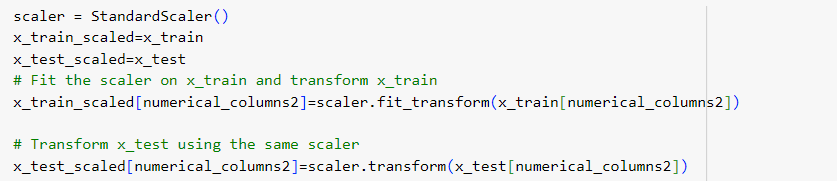 scaler = StandardScaler()
x_train_scaled=x_train
x_test_scaled=x_test
# Fit the scaler on x_train and transform x_train
x_train_scaled[numerical_columns2]=scaler.fit_transform(x_train[numerical_columns2])
# Transform x_test using the same scaler
x_test_scaled[numerical_columns2]=scaler.transform(x_test[numerical_columns2])